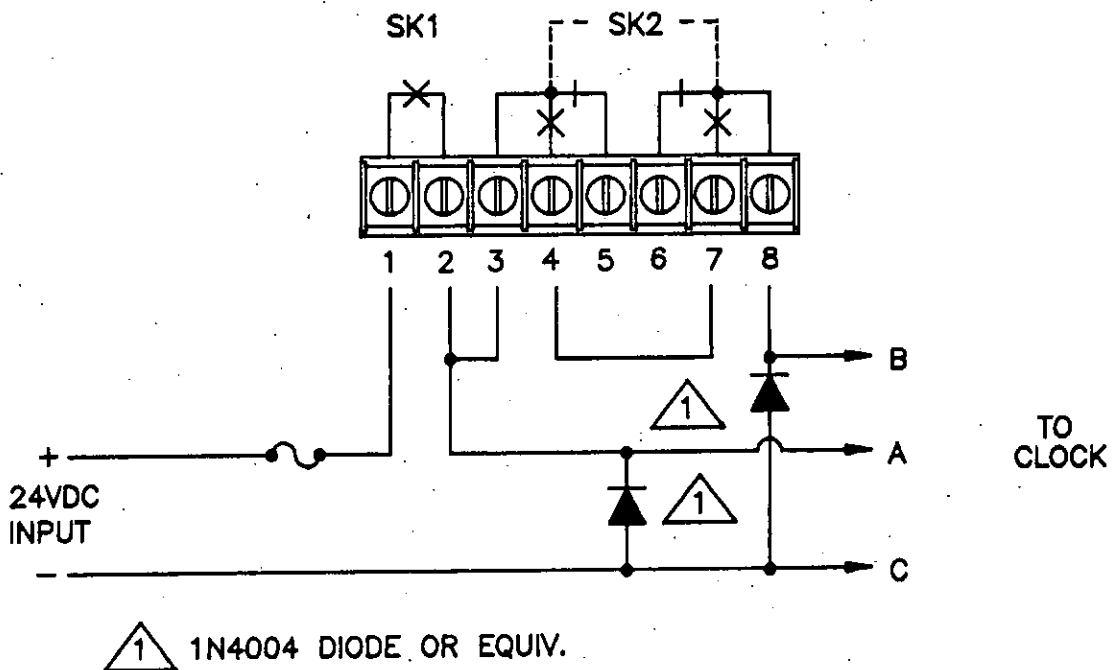 SK1
SK2
1 2 3 4 5 6 7 8
B
1
+
A
TO
CLOCK
24VDC
INPUT
1
−
C
1 1N4004 DIODE OR EQUIV.